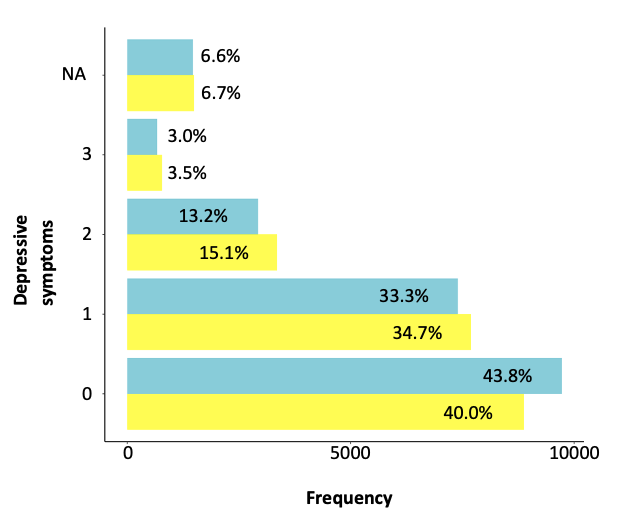 NA
6.6%
6.7%
3
3.0%
3.5%
2
13.2%
15.1%
1
33.3%
34.7%
0
43.8%
40.0%
Depressive
symptoms
0 5000 10000
Frequency